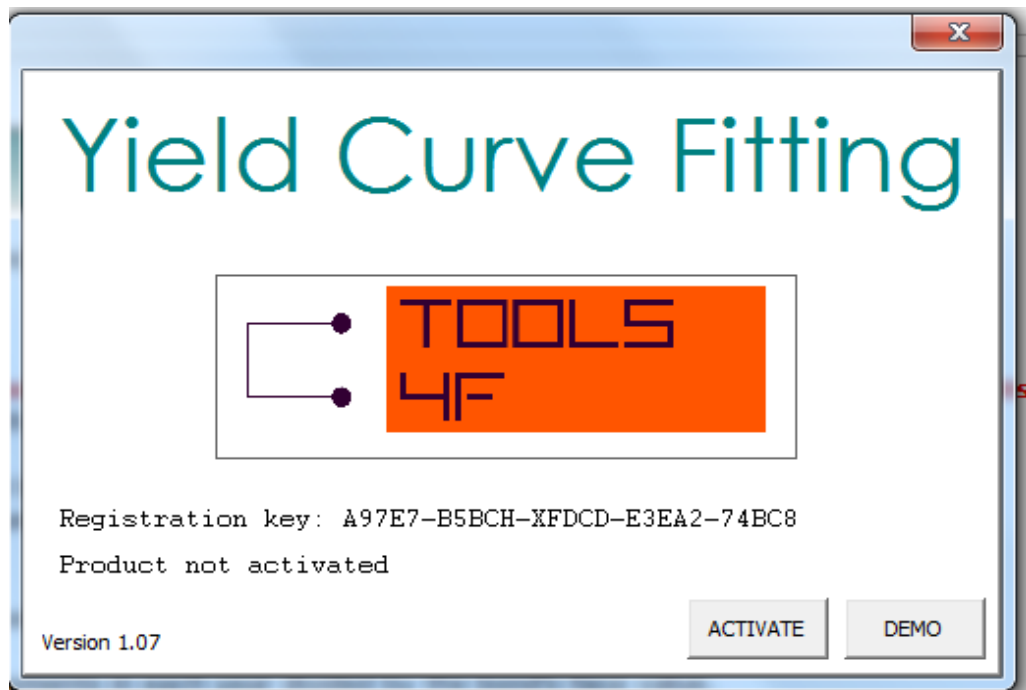 Yield Curve Fitting
TOOLS
4F
Registration key: A97E7-B5BCH-XFDCD-E3EA2-74BC8
Product not activated
ACTIVATE DEMO
Version 1.07